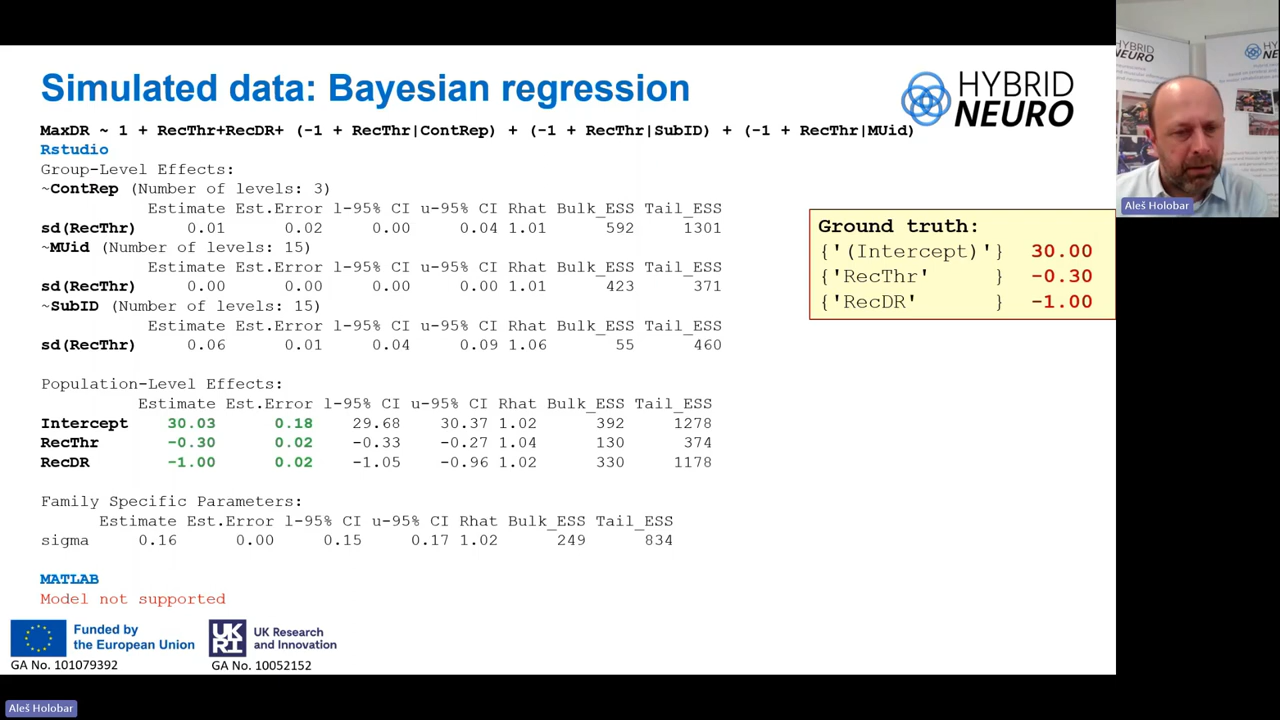 Simulated data: Bayesian regression
HYBRID
NEURO
MaxDR ~ 1 + RecThr+RecDR+ (-1 + RecThr|ContRep) + (-1 + RecThr|SubID) + (-1 + RecThr|MUid)
Rstudio
Group-Level Effects:
~ContRep (Number of levels: 3)
Estimate Est.Error l-95% CI u-95% CI Rhat Bulk_ESS Tail_ESS
sd(RecThr) 0.01 0.02 0.00 0.04 1.01 592 1301
~MUid (Number of levels: 15)
Estimate Est.Error l-95% CI u-95% CI Rhat Bulk_ESS Tail_ESS
sd(RecThr) 0.00 0.00 0.00 0.00 1.01 423 371
~SubID (Number of levels: 15)
Estimate Est.Error l-95% CI u-95% CI Rhat Bulk_ESS Tail_ESS
sd(RecThr) 0.06 0.01 0.04 0.09 1.06 55 460
Population-Level Effects:
Estimate Est.Error l-95% CI u-95% CI Rhat Bulk_ESS Tail_ESS
Intercept 30.03 0.18 29.68 30.37 1.02 392 1278
RecThr -0.30 0.02 -0.33 -0.27 1.04 130 374
RecDR -1.00 0.02 -1.05 -0.96 1.02 330 1178
Family Specific Parameters:
Estimate Est.Error l-95% CI u-95% CI Rhat Bulk_ESS Tail_ESS
sigma 0.16 0.00 0.15 0.17 1.02 249 834
MATLAB
Model not supported
Ground truth:
{'(Intercept)'} 30.00
{'RecThr' } -0.30
{'RecDR' } -1.00
Funded by
the European Union
GA No. 101079392
UKRI
UK Research
and Innovation
GA No. 10052152
HYBRID
NEURO
HYBRID
NEURO
Aleš Holobar
Aleš Holobar